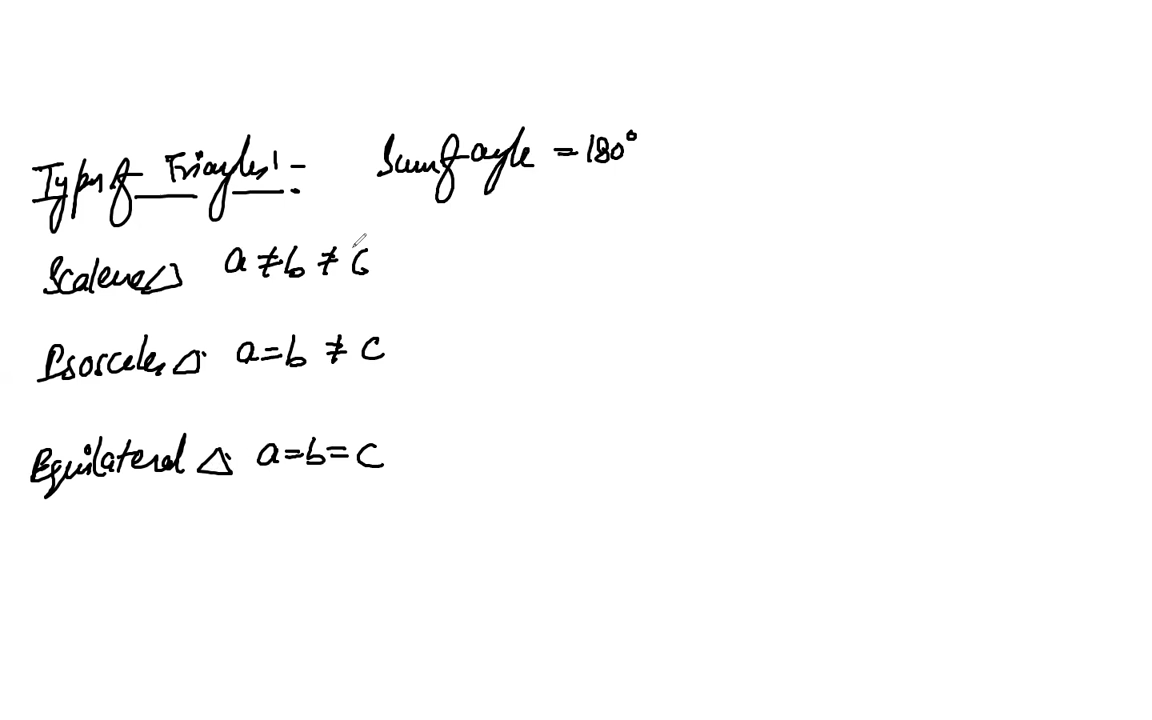 Types of Triangles:- Sum of angle = 180°
Scalene △ a ≠ b ≠ c
Isosceles △ a = b ≠ c
Equilateral △ a = b = c